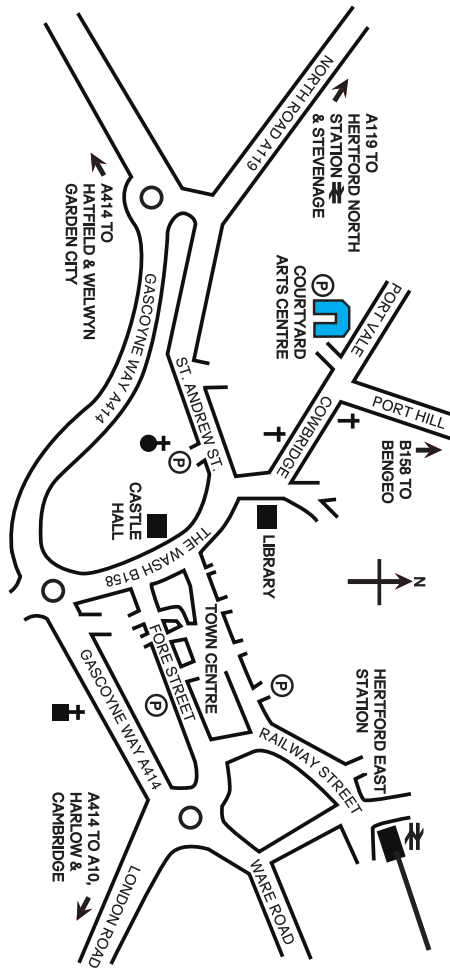 NORTH ROAD A119
A119 TO
HERTFORD NORTH
STATION
& STEVENAGE
A414 TO
HATFIELD & WELWYN
GARDEN CITY
GASCOYNE WAY A414
P
COURTYARD
ARTS CENTRE
PORT VALE
PORT HILL
B158 TO
BENGEO
COWBRIDGE
ST. ANDREW ST.
P
CASTLE
HALL
LIBRARY
THE WASH B158
N
TOWN CENTRE
FORE STREET
P
P
HERTFORD EAST
STATION
RAILWAY STREET
GASCOYNE WAY A414
A414 TO A10,
HARLOW &
CAMBRIDGE
LONDON ROAD
WARE ROAD